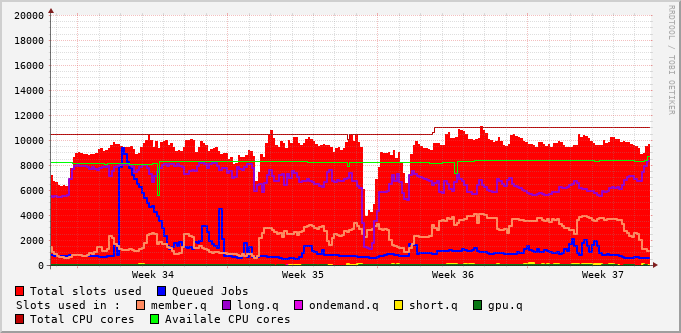 RRDTOOL / TOBI OETIKER
20000
18000
16000
14000
12000
10000
8000
6000
4000
2000
0
Week 34 Week 35 Week 36 Week 37
Total slots used Queued Jobs
Slots used in : member.q long.q ondemand.q short.q gpu.q
Total CPU cores Availale CPU cores